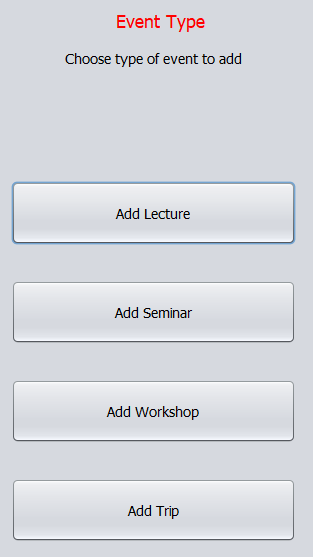 Event Type
Choose type of event to add
Add Lecture
Add Seminar
Add Workshop
Add Trip